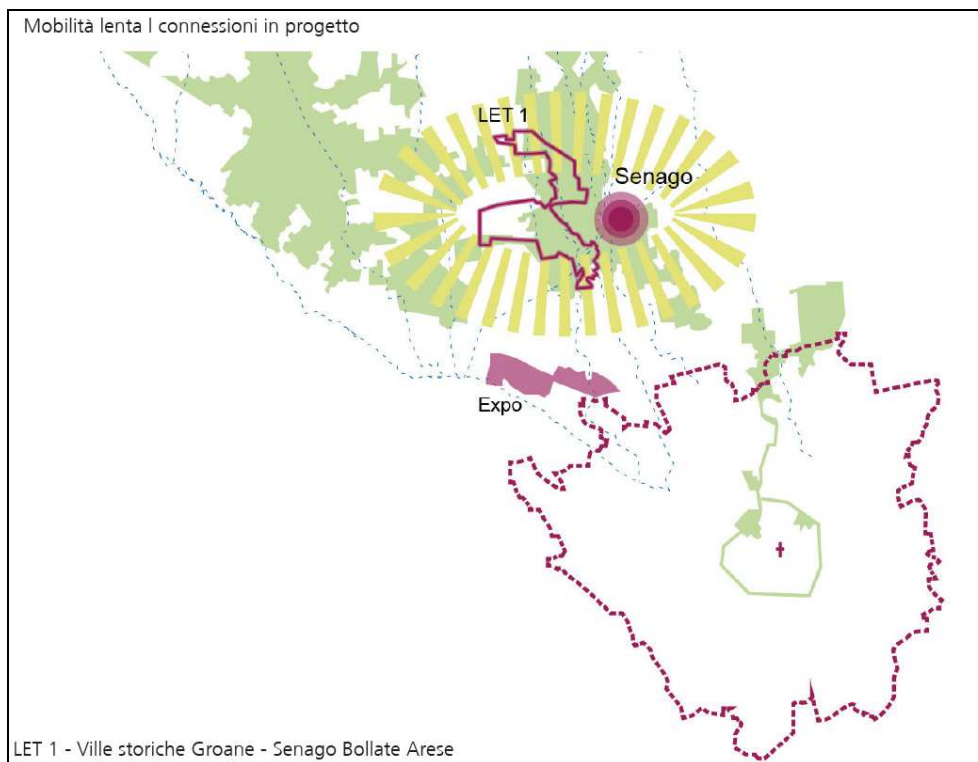 Mobilità lenta l connessioni in progetto
LET 1
Senago
Expo
LET 1 - Ville storiche Groane - Senago Bollate Arese